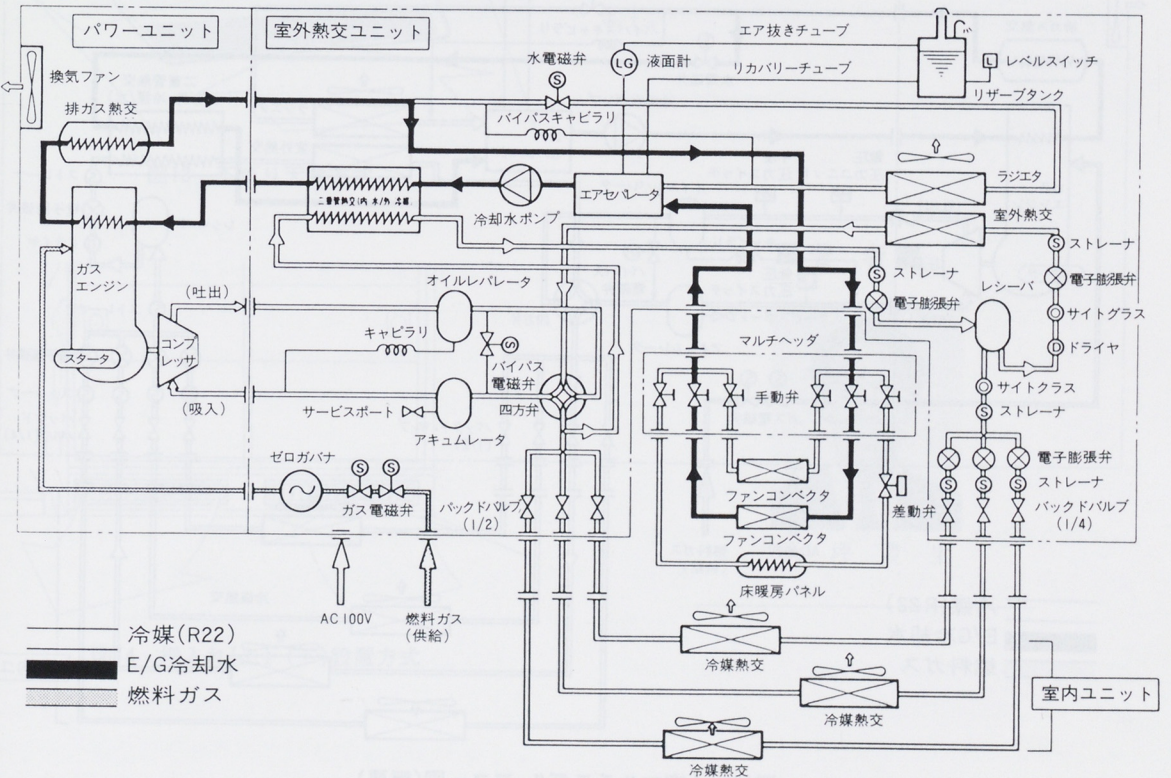 パワーユニット
室外熱交ユニット
換気ファン
排ガス熱交
水電磁弁
S
LG
液面計
エア抜きチューブ
リカバリーチューブ
L
レベルスイッチ
リザーブタンク
バイパスキャピラリ
ラジエタ
エアセパレータ
冷却水ポンプ
室外熱交
S
ストレーナ
電子膨張弁
サイトグラス
D
ドライヤ
S
ストレーナ
電子膨張弁
レシーバ
ガス
エンジン
スタータ
コンプ
レッサ
(吐出)
(吸入)
オイルレパレータ
キャピラリ
S
バイパス
電磁弁
サービスポート
アキュムレータ
四方弁
マルチヘッダ
手動弁
サイトクラス
S
ストレーナ
ゼロガバナ
S
S
ガス電磁弁
パックドバルブ
(1/2)
ファンコンベクタ
ファンコンベクタ
差動弁
床暖房パネル
電子膨張弁
S
S
S
ストレーナ
パックドバルブ
(1/4)
AC100V
燃料ガス
(供給)
冷媒(R22)
E/G冷却水
燃料ガス
冷媒熱交
冷媒熱交
冷媒熱交
室内ユニット